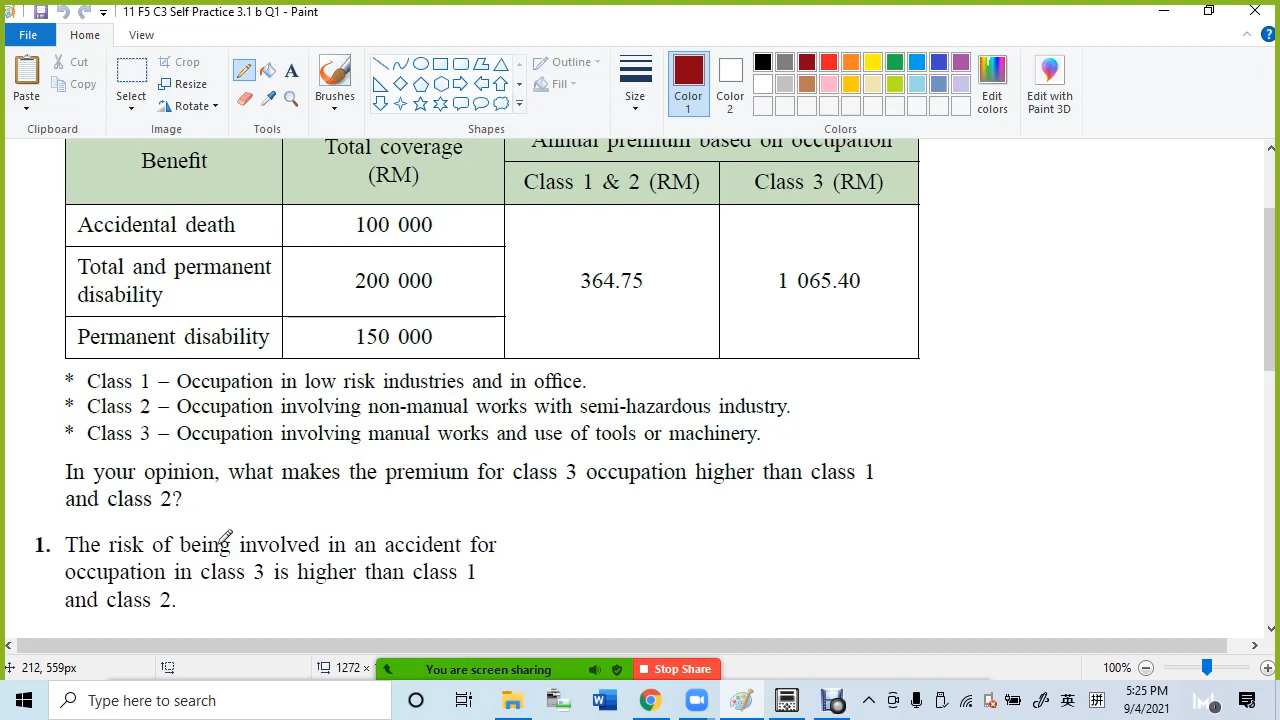 11 F5 C3 Self Practice 3.1 b Q1 - Paint
File Home View
Paste
Cut
Copy
Clipboard
Select
Crop
Resize
Rotate
Image
A
Tools
Brushes
Shapes
Outline
Fill
Size
Color 1
Color 2
Edit colors
Colors
Edit with Paint 3D
Benefit
Total coverage (RM)
Annual premium based on occupation
Class 1 & 2 (RM) Class 3 (RM)
Accidental death 100 000
Total and permanent disability 200 000 364.75 1 065.40
Permanent disability 150 000
* Class 1 – Occupation in low risk industries and in office.
* Class 2 – Occupation involving non-manual works with semi-hazardous industry.
* Class 3 – Occupation involving manual works and use of tools or machinery.
In your opinion, what makes the premium for class 3 occupation higher than class 1
and class 2?
1. The risk of being involved in an accident for
occupation in class 3 is higher than class 1
and class 2.
212, 559px 1272 × 100%
You are screen sharing Stop Share
Type here to search
英 拼
5:25 PM
9/4/2021